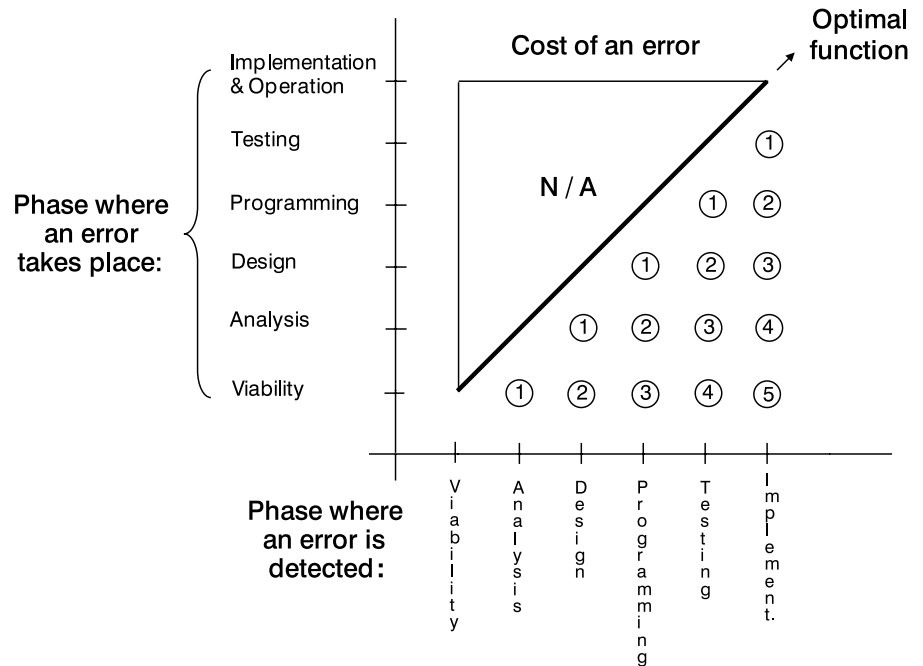 Optimal
function
Cost of an error
Implementation
& Operation
Testing
1
N / A
Programming
1 2
Phase where
an error
takes place:
Design
1 2 3
Analysis
1 2 3 4
Viability
1 2 3 4 5
Phase where
an error is
detected:
Viability
Analysis
Design
Programming
Testing
Implement.